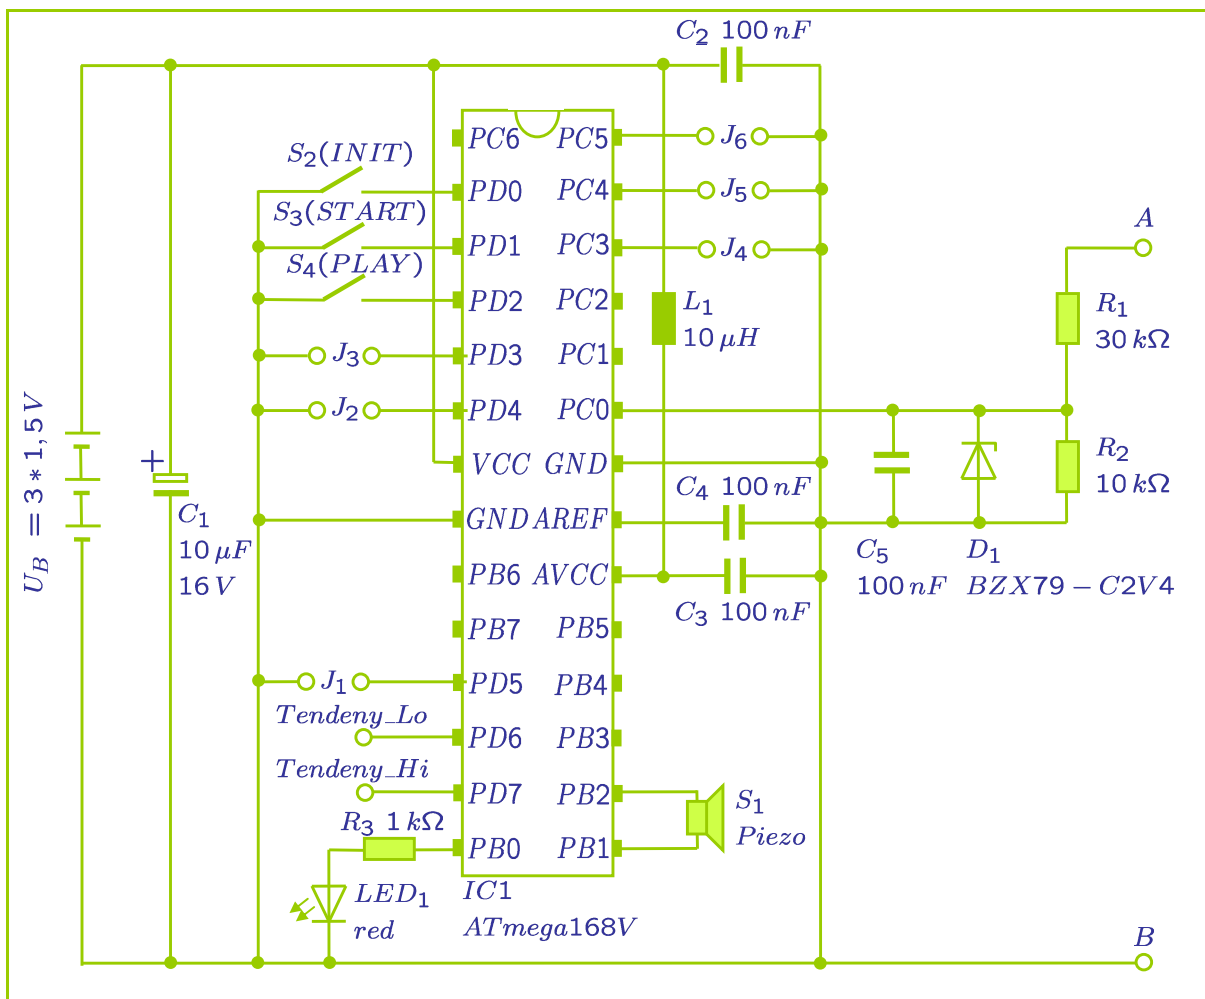 C2 100 nF
PC6 PC5 J6
S2(INIT)
PD0 PC4 J5
S3(START)
A
PD1 PC3 J4
S4(PLAY)
PD2 PC2
L1
10 µH
R1
30 kΩ
J3 PD3 PC1
J2 PD4 PC0
UB = 3 * 1, 5 V
+
VCC GND
R2
10 kΩ
C4 100 nF
C1
10 µF
16 V
GND AREF
C5
100 nF
D1
BZX79 – C2V4
PB6 AVCC
C3 100 nF
PB7 PB5
J1 PD5 PB4
Tendeny_Lo
PD6 PB3
Tendeny_Hi
PD7 PB2
S1
Piezo
R3 1 kΩ
PB0 PB1
LED1
red
IC1
ATmega168V
B